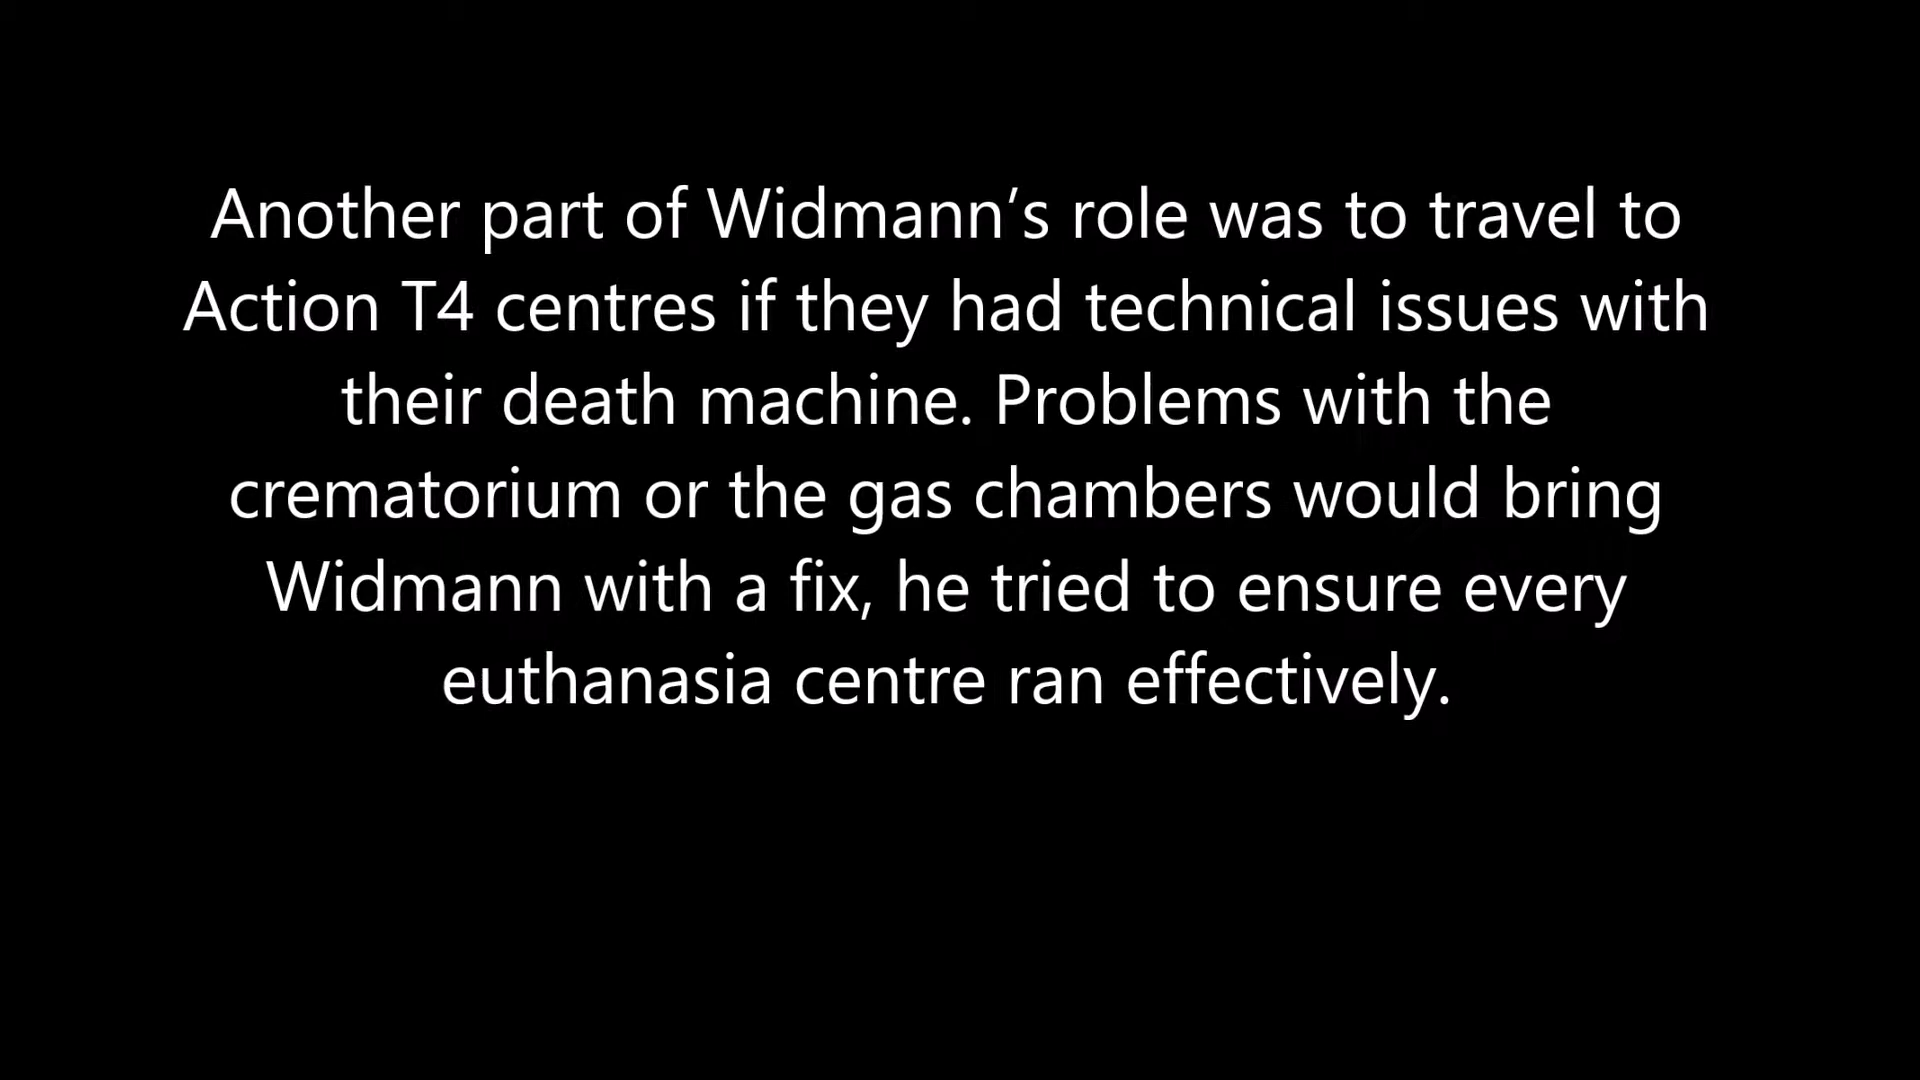 Another part of Widmann’s role was to travel to
Action T4 centres if they had technical issues with
their death machine. Problems with the
crematorium or the gas chambers would bring
Widmann with a fix, he tried to ensure every
euthanasia centre ran effectively.